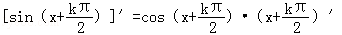 [sin (x+kπ/2) ]′ =cos (x+kπ/2) • (x+kπ/2) ′